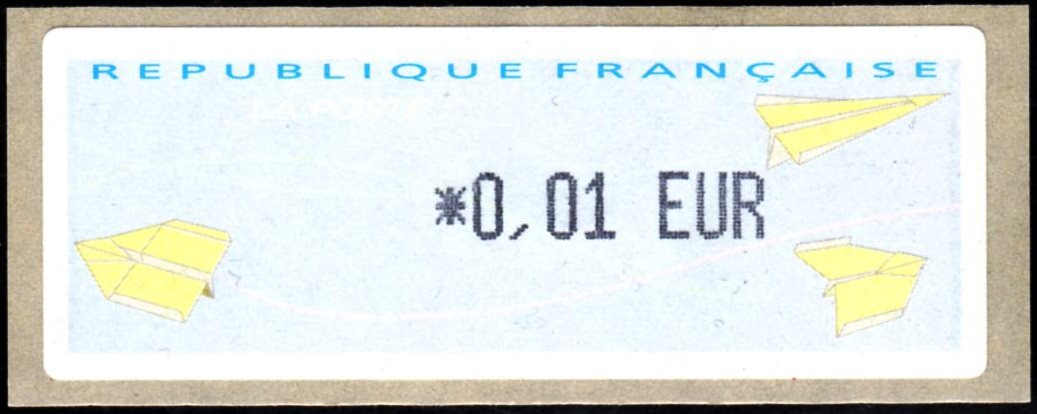 REPUBLIQUE FRANÇAISE
LA POSTE
*0,01 EUR